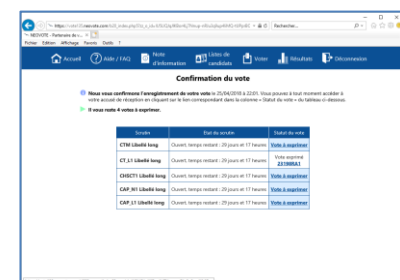 NEOVOTE - Partenaire de v...
Fichier Edition Affichage Favoris Outils ?
Accueil Aide / FAQ Note d'information Listes de candidats Voter Résultats Déconnexion
Confirmation du vote
Nous vous confirmons l'enregistrement de votre vote le 25/04/2018 à 22:01. Vous pouvez à tout moment accéder à
votre accusé de réception en cliquant sur le lien correspondant dans la colonne « Statut du vote » du tableau ci-dessous.
Il vous reste 4 votes à exprimer.
Scrutin Etat du scrutin Statut du vote
CTM Libellé long Ouvert, temps restant : 29 jours et 17 heures Vote à exprimer
CT_L1 Libellé long Ouvert, temps restant : 29 jours et 17 heures Vote exprimé
231N8RA1
CHSCT1 Libellé long Ouvert, temps restant : 29 jours et 17 heures Vote à exprimer
CAP_N1 Libellé long Ouvert, temps restant : 29 jours et 17 heures Vote à exprimer
CAP_L1 Libellé long Ouvert, temps restant : 29 jours et 17 heures Vote à exprimer